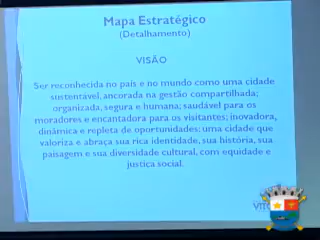 Mapa Estratégico
(Detalhamento)
VISÃO
Ser reconhecida no país e no mundo como uma cidade
sustentável, ancorada na gestão compartilhada;
organizada, segura e humana; saudável para os
moradores e encantadora para os visitantes; inovadora,
dinâmica e repleta de oportunidades; uma cidade que
valoriza e abraça sua rica identidade, sua história, sua
paisagem e sua diversidade cultural, com equidade e
justiça social.